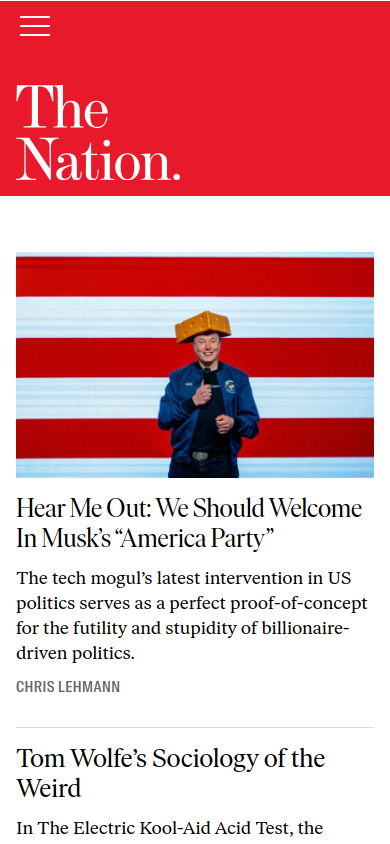 The
Nation.
Hear Me Out: We Should Welcome
In Musk’s “America Party”
The tech mogul’s latest intervention in US
politics serves as a perfect proof-of-concept
for the futility and stupidity of billionaire-
driven politics.
CHRIS LEHMANN
Tom Wolfe’s Sociology of the
Weird
In The Electric Kool-Aid Acid Test, the